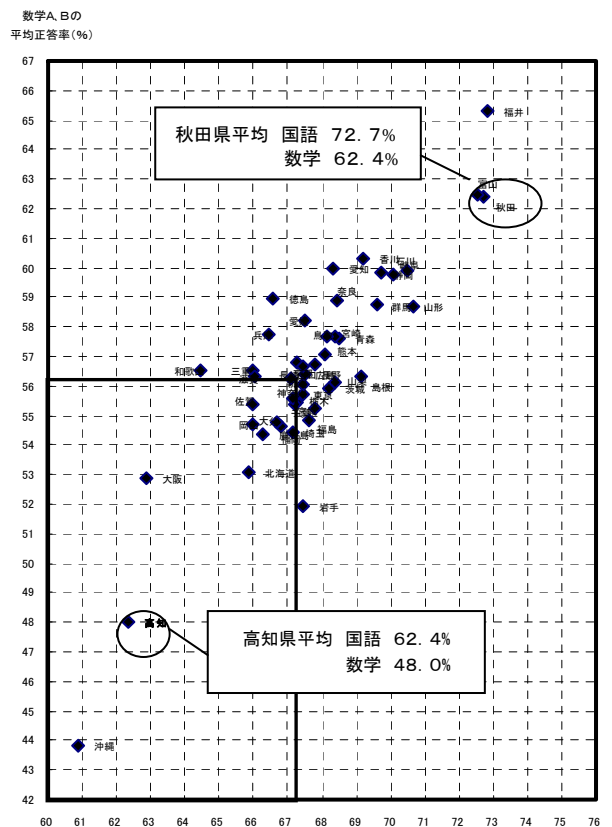 数学A、Bの
平均正答率(%)
67
66
65
64
63
62
61
60
59
58
57
56
55
54
53
52
51
50
49
48
47
46
45
44
43
42
秋田県平均 国語 72.7%
数学 62.4%
福井
富山
秋田
香川
石川
愛知
奈良
徳島
群馬
山形
宮崎
青森
熊本
和歌
三重
茨城
島根
佐賀
東京
栃木
福島
埼玉
北海道
大阪
岩手
高知
高知県平均 国語 62.4%
数学 48.0%
沖縄
60 61 62 63 64 65 66 67 68 69 70 71 72 73 74 75 76